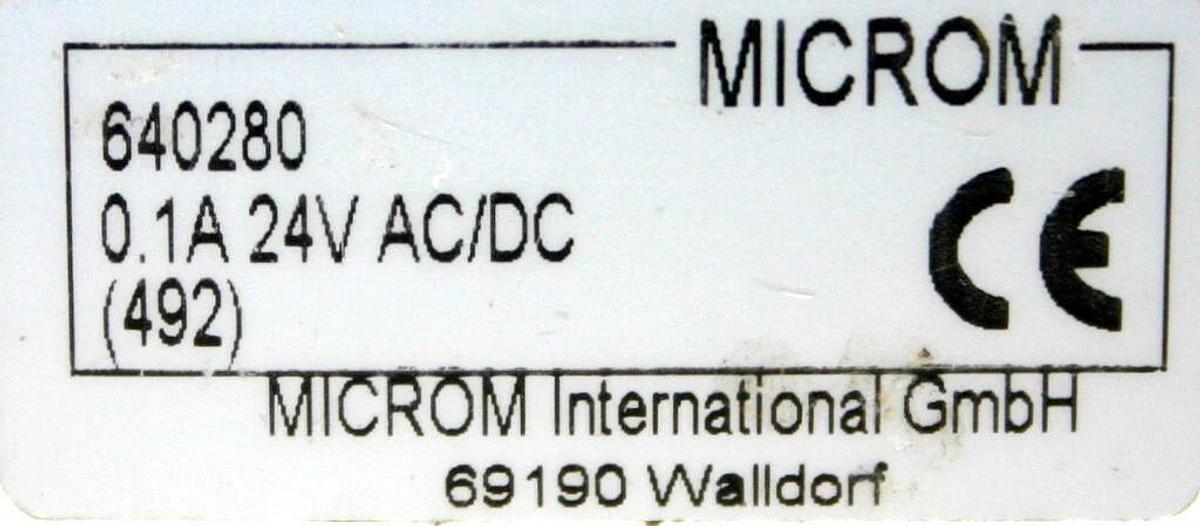 MICROM
640280
0.1A 24V AC/DC
(492)
CE
MICROM International GmbH
69190 Walldorf